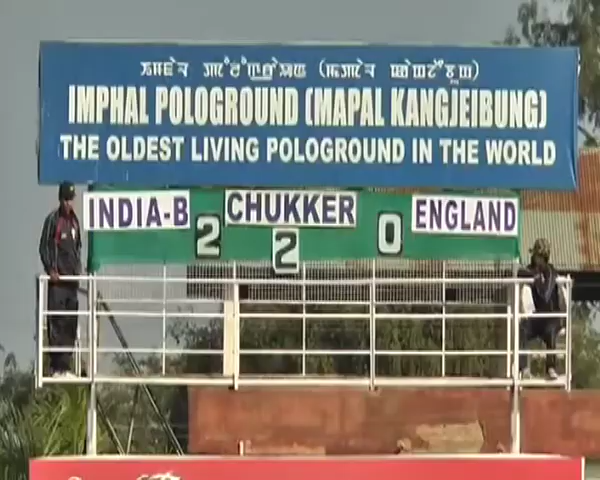 IMPHAL POLOGROUND (MAPAL KANGJEIBUNG)
THE OLDEST LIVING POLOGROUND IN THE WORLD
INDIA-B 2 CHUKKER 0 ENGLAND
2